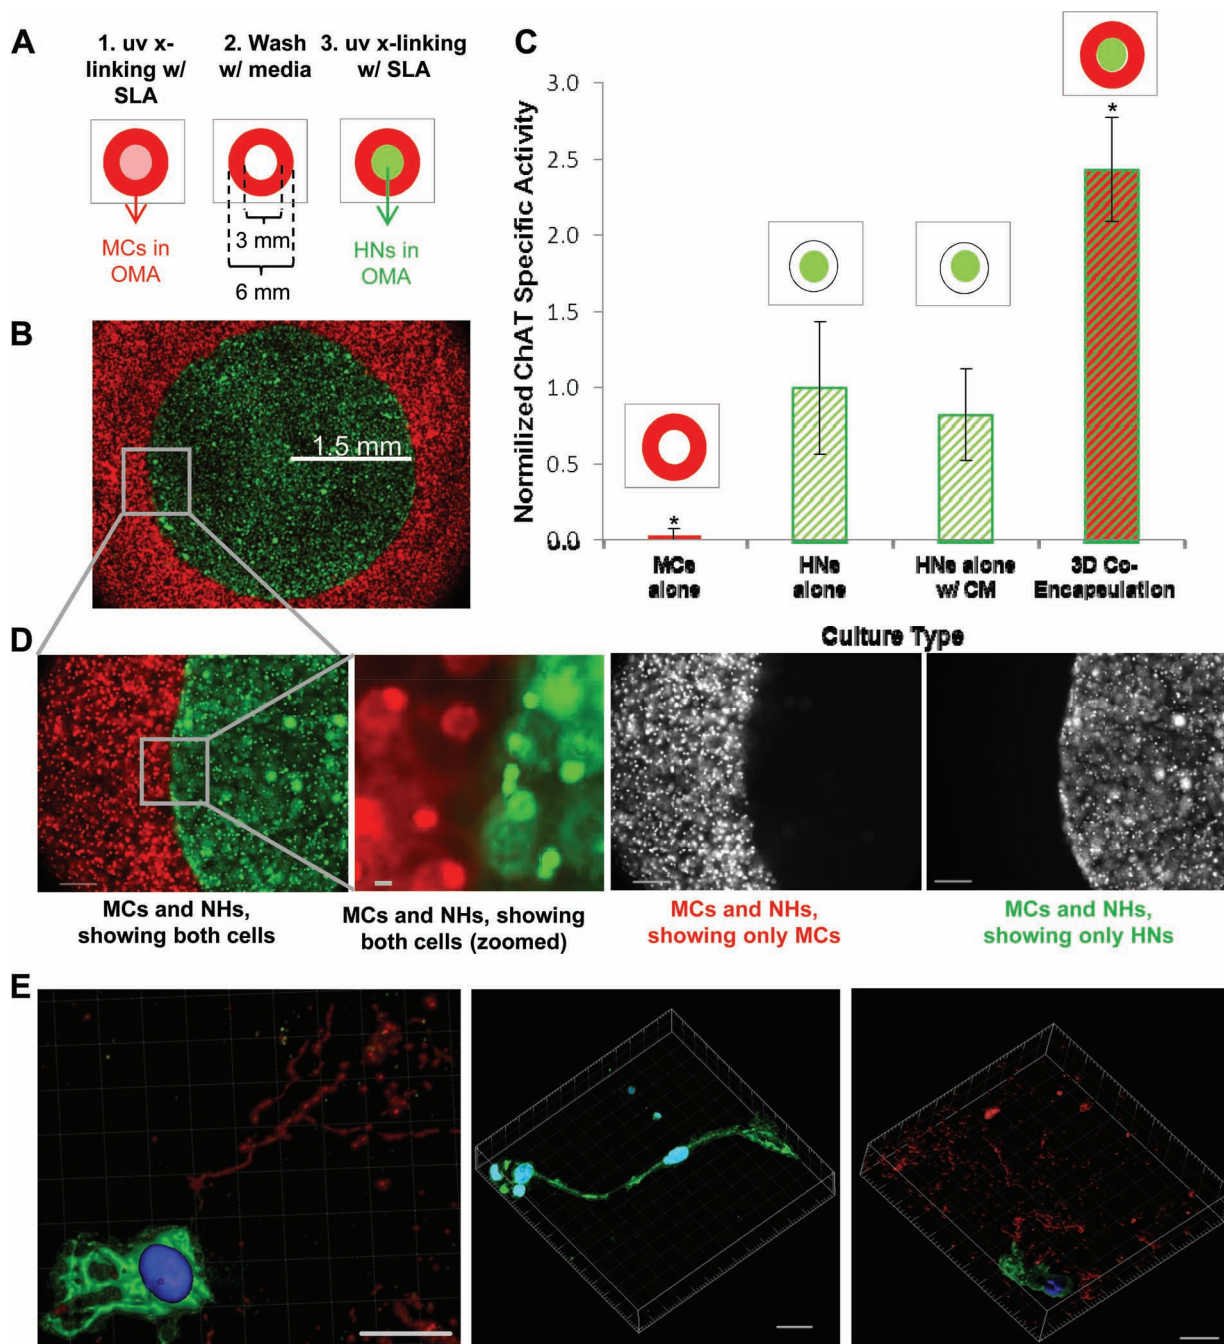 A
1. uv x-
linking w/
SLA
2. Wash
w/ media
3. uv x-linking
w/ SLA
MCs in
OMA
3 mm
6 mm
HNs in
OMA
B
1.5 mm
C
Normilized ChAT Specific Activity
3.0
2.5
2.0
1.5
1.0
0.5
0.0
*
*
MCs
alone
HNs
alone
HNs alone
w/ CM
3D Co-
Encapsulation
Culture Type
D
MCs and NHs,
showing both cells
MCs and NHs, showing
both cells (zoomed)
MCs and NHs,
showing only MCs
MCs and NHs,
showing only HNs
E